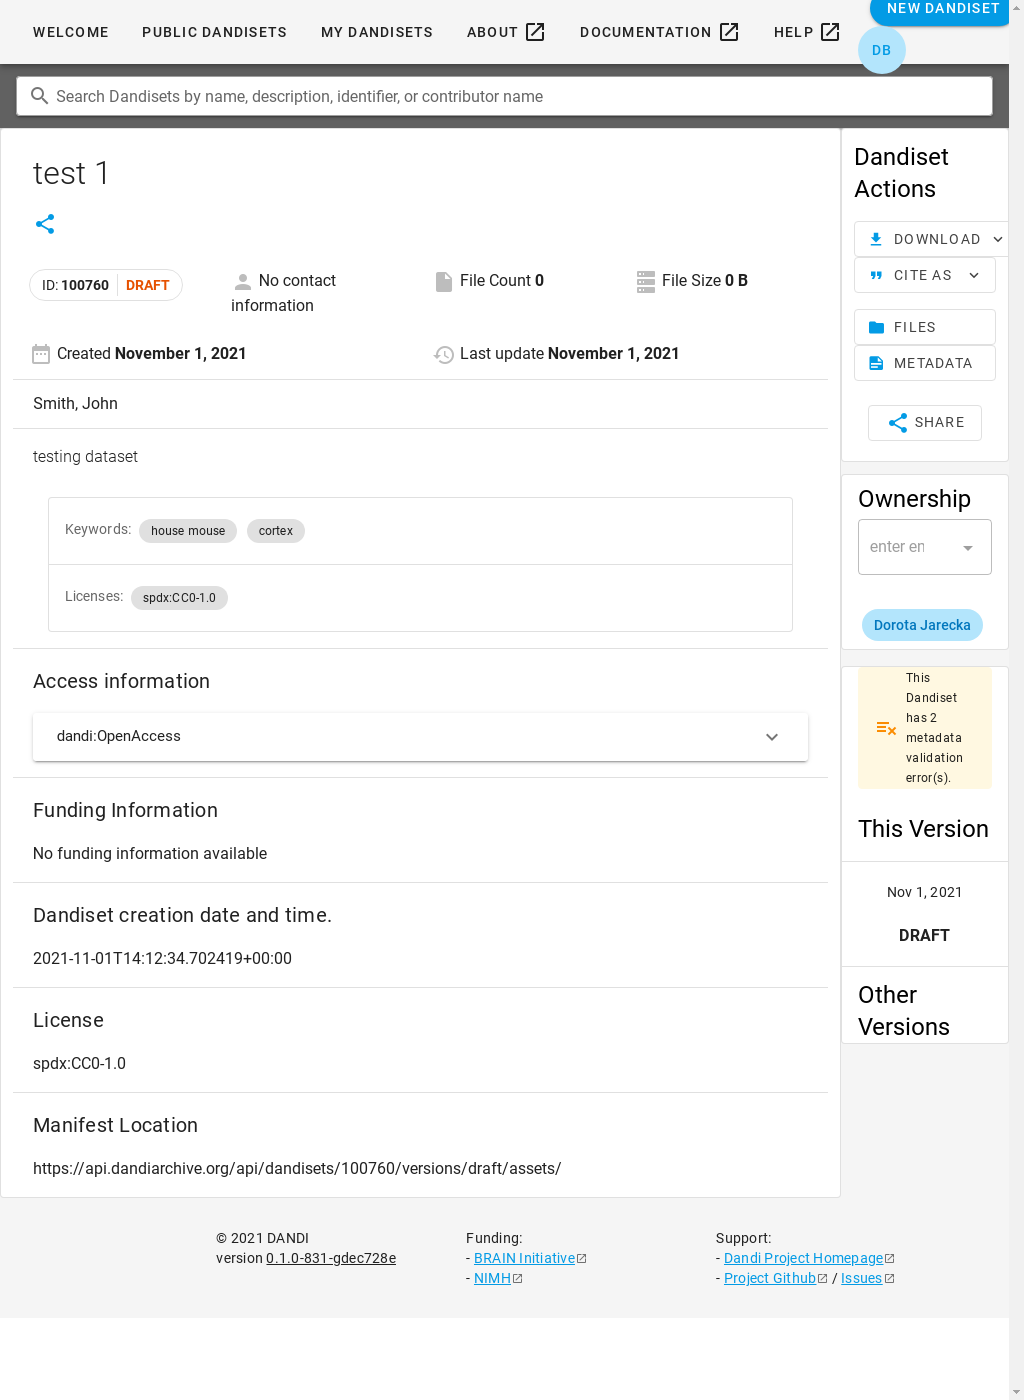 WELCOME PUBLIC DANDISETS MY DANDISETS ABOUT DOCUMENTATION HELP NEW DANDISET
DB
Search Dandisets by name, description, identifier, or contributor name
test 1
ID: 100760 DRAFT
No contact
information
File Count 0
File Size 0 B
Created November 1, 2021
Last update November 1, 2021
Smith, John
testing dataset
Keywords: house mouse cortex
Licenses: spdx:CC0-1.0
Access information
dandi:OpenAccess
Funding Information
No funding information available
Dandiset creation date and time.
2021-11-01T14:12:34.702419+00:00
License
spdx:CC0-1.0
Manifest Location
https://api.dandiarchive.org/api/dandisets/100760/versions/draft/assets/
Dandiset
Actions
DOWNLOAD
CITE AS
FILES
METADATA
SHARE
Ownership
enter en
Dorota Jarecka
This
Dandiset
has 2
metadata
validation
error(s).
This Version
Nov 1, 2021
DRAFT
Other
Versions
© 2021 DANDI
version 0.1.0-831-gdec728e
Funding:
- BRAIN Initiative
- NIMH
Support:
- Dandi Project Homepage
- Project Github / Issues